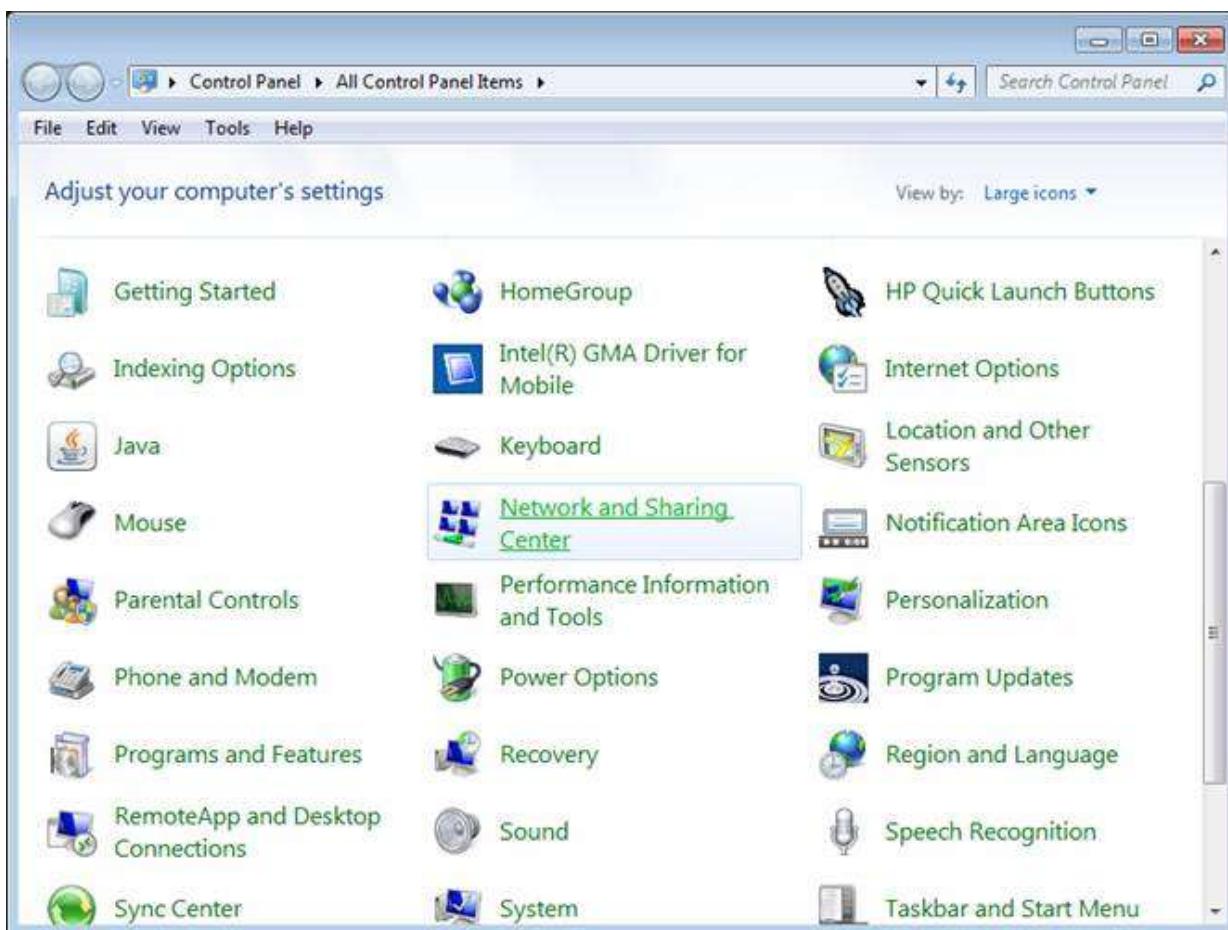 Control Panel All Control Panel Items
Search Control Panel
File Edit View Tools Help
Adjust your computer's settings
View by: Large icons
Getting Started
HomeGroup
HP Quick Launch Buttons
Indexing Options
Intel(R) GMA Driver for
Mobile
Internet Options
Java
Keyboard
Location and Other
Sensors
Mouse
Network and Sharing
Center
Notification Area Icons
Parental Controls
Performance Information
and Tools
Personalization
Phone and Modem
Power Options
Program Updates
Programs and Features
Recovery
Region and Language
RemoteApp and Desktop
Connections
Sound
Speech Recognition
Sync Center
System
Taskbar and Start Menu